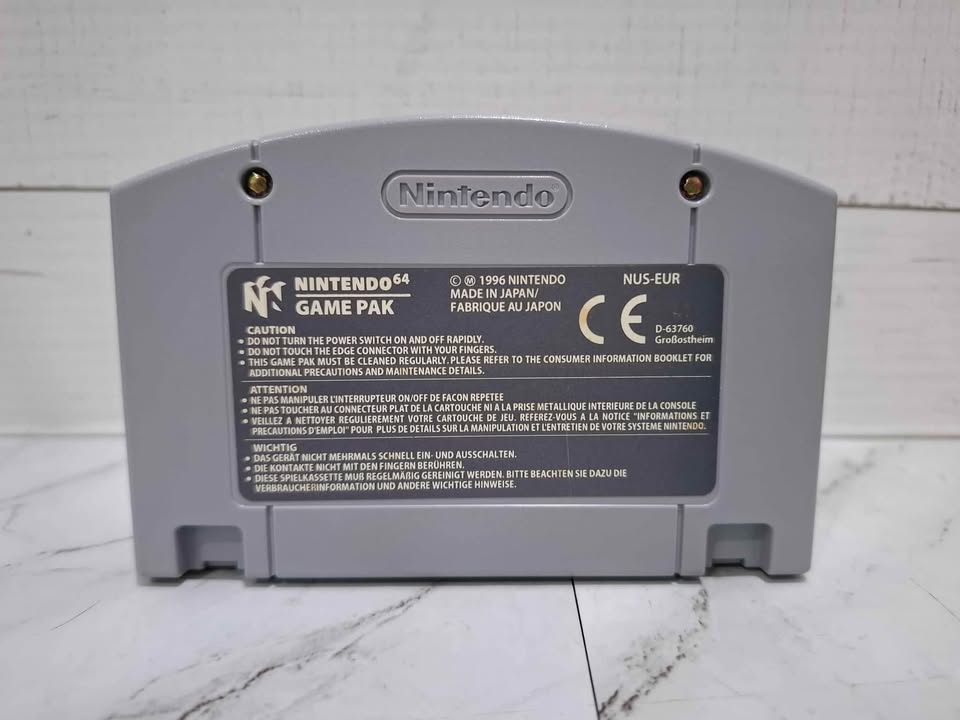 Nintendo®
NINTENDO 64
GAME PAK
© Ⓜ 1996 NINTENDO
MADE IN JAPAN/
FABRIQUE AU JAPON
NUS-EUR
CE
D-63760
Großostheim
CAUTION
• DO NOT TURN THE POWER SWITCH ON AND OFF RAPIDLY.
• DO NOT TOUCH THE EDGE CONNECTOR WITH YOUR FINGERS.
• THIS GAME PAK MUST BE CLEANED REGULARLY. PLEASE REFER TO THE CONSUMER INFORMATION BOOKLET FOR
ADDITIONAL PRECAUTIONS AND MAINTENANCE DETAILS.
ATTENTION
• NE PAS MANIPULER L'INTERRUPTEUR ON/OFF DE FACON REPETEE
• NE PAS TOUCHER AU CONNECTEUR PLAT DE LA CARTOUCHE NI A LA PRISE METALLIQUE INTERIEURE DE LA CONSOLE
• VEILLEZ A NETTOYER REGULIEREMENT VOTRE CARTOUCHE DE JEU. REFEREZ-VOUS A LA NOTICE "INFORMATIONS ET
PRECAUTIONS D'EMPLOI" POUR PLUS DE DETAILS SUR LA MANIPULATION ET L'ENTRETIEN DE VOTRE SYSTEME NINTENDO.
WICHTIG
• DAS GERÄT NICHT MEHRMALS SCHNELL EIN- UND AUSSCHALTEN.
• DIE KONTAKTE NICHT MIT DEN FINGERN BERÜHREN.
• DIESE SPIELKASSETTE MUß REGELMÄßIG GEREINIGT WERDEN. BITTE BEACHTEN SIE DAZU DIE
VERBRAUCHERINFORMATION UND ANDERE WICHTIGE HINWEISE.